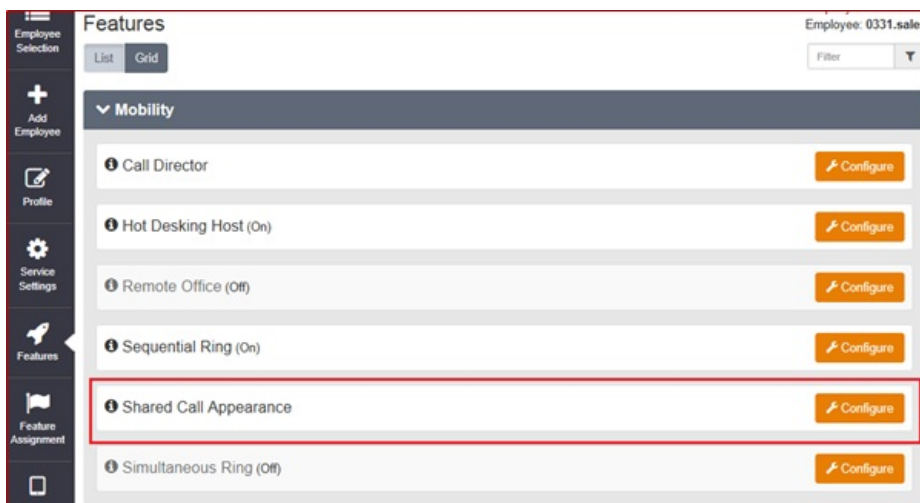 Employee
Selection
Add
Employee
Profile
Service
Settings
Features
Feature
Assignment
Features
Employee: 0331.sale
List Grid
Filter
Mobility
Call Director
Configure
Hot Desking Host (On)
Configure
Remote Office (Off)
Configure
Sequential Ring (On)
Configure
Shared Call Appearance
Configure
Simultaneous Ring (Off)
Configure